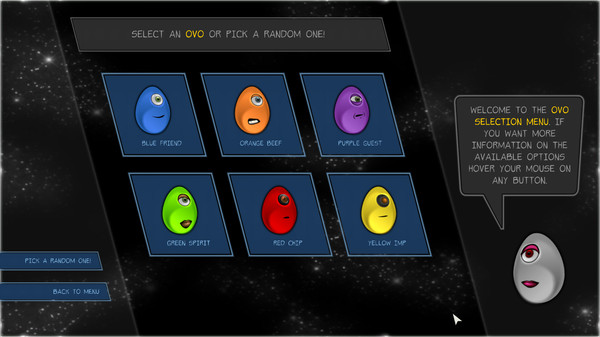 SELECT AN OVO OR PICK A RANDOM ONE!
BLUE FRIEND
ORANGE BEEF
PURPLE GUEST
GREEN SPIRIT
RED CHIP
YELLOW IMP
PICK A RANDOM ONE!
BACK TO MENU
WELCOME TO THE OVO
SELECTION MENU. IF
YOU WANT MORE
INFORMATION ON THE
AVAILABLE OPTIONS
HOVER YOUR MOUSE ON
ANY BUTTON.